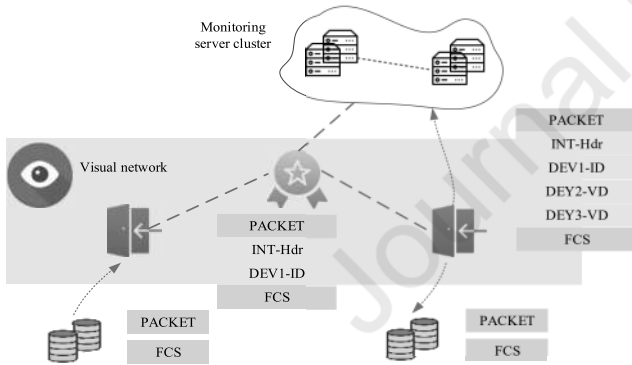 Monitoring
server cluster
PACKET
INT-Hdr
DEV1-ID
DEY2-VD
DEY3-VD
FCS
Visual network
PACKET
INT-Hdr
DEV1-ID
FCS
PACKET
FCS
PACKET
FCS
Journal